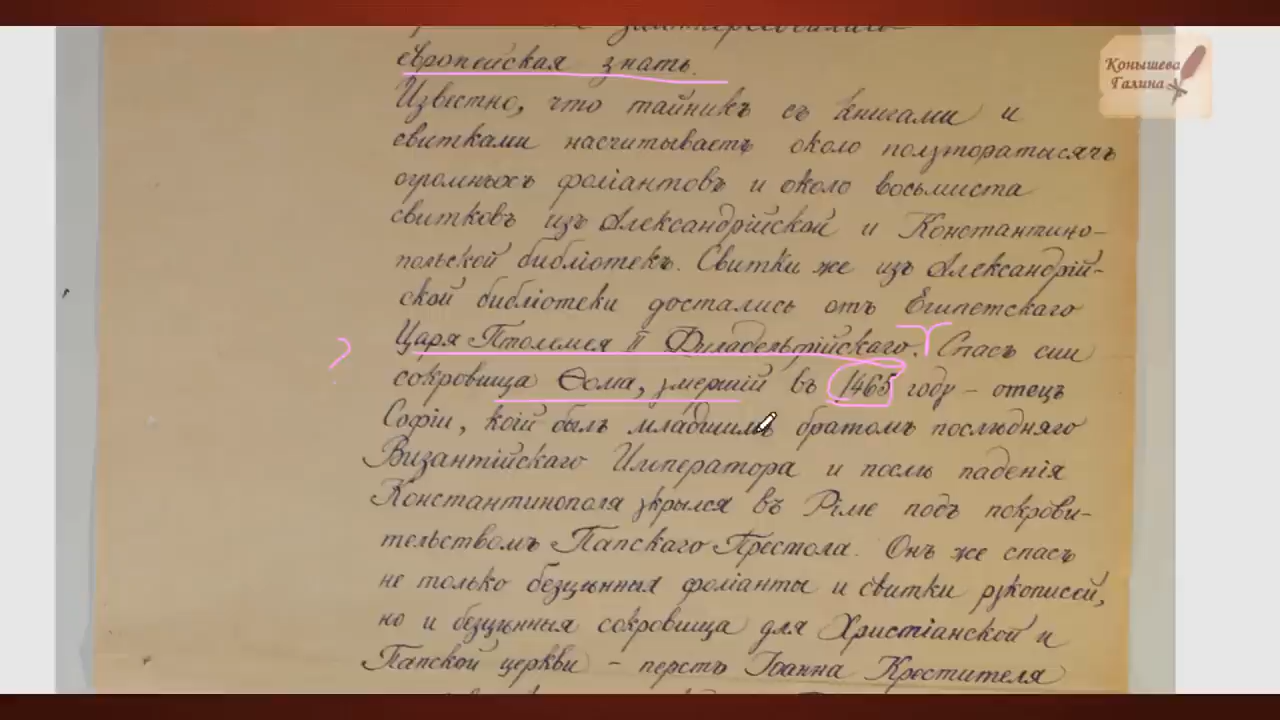 европейская знать.
Извѣстно, что тайникъ съ книгами и
свитками насчитываетъ около полуторатысячъ
огромныхъ фоліантовъ и около восьмиста
свитковъ изъ Александрійской и Константино-
польской библіотекъ. Свитки же изъ Александрій-
ской библіотеки достались отъ Египетскаго
Царя Птолемея II Филадельфійскаго. Спасъ сии
?
сокровища Ѳома, умершій въ 1465 году – отецъ
Софіи, коій былъ младшимъ братомъ послѣдняго
Византійскаго Императора и послѣ паденія
Константинополя укрылся въ Ріме подъ покрови-
тельствомъ Папскаго Престола. Онъ же спасъ
не только безцѣнныя фоліанты и свитки рукописей,
но и безцѣнныя сокровища для Христіанской и
Папской церкви – перстъ Іоанна Крестителя
Конышева
Галина